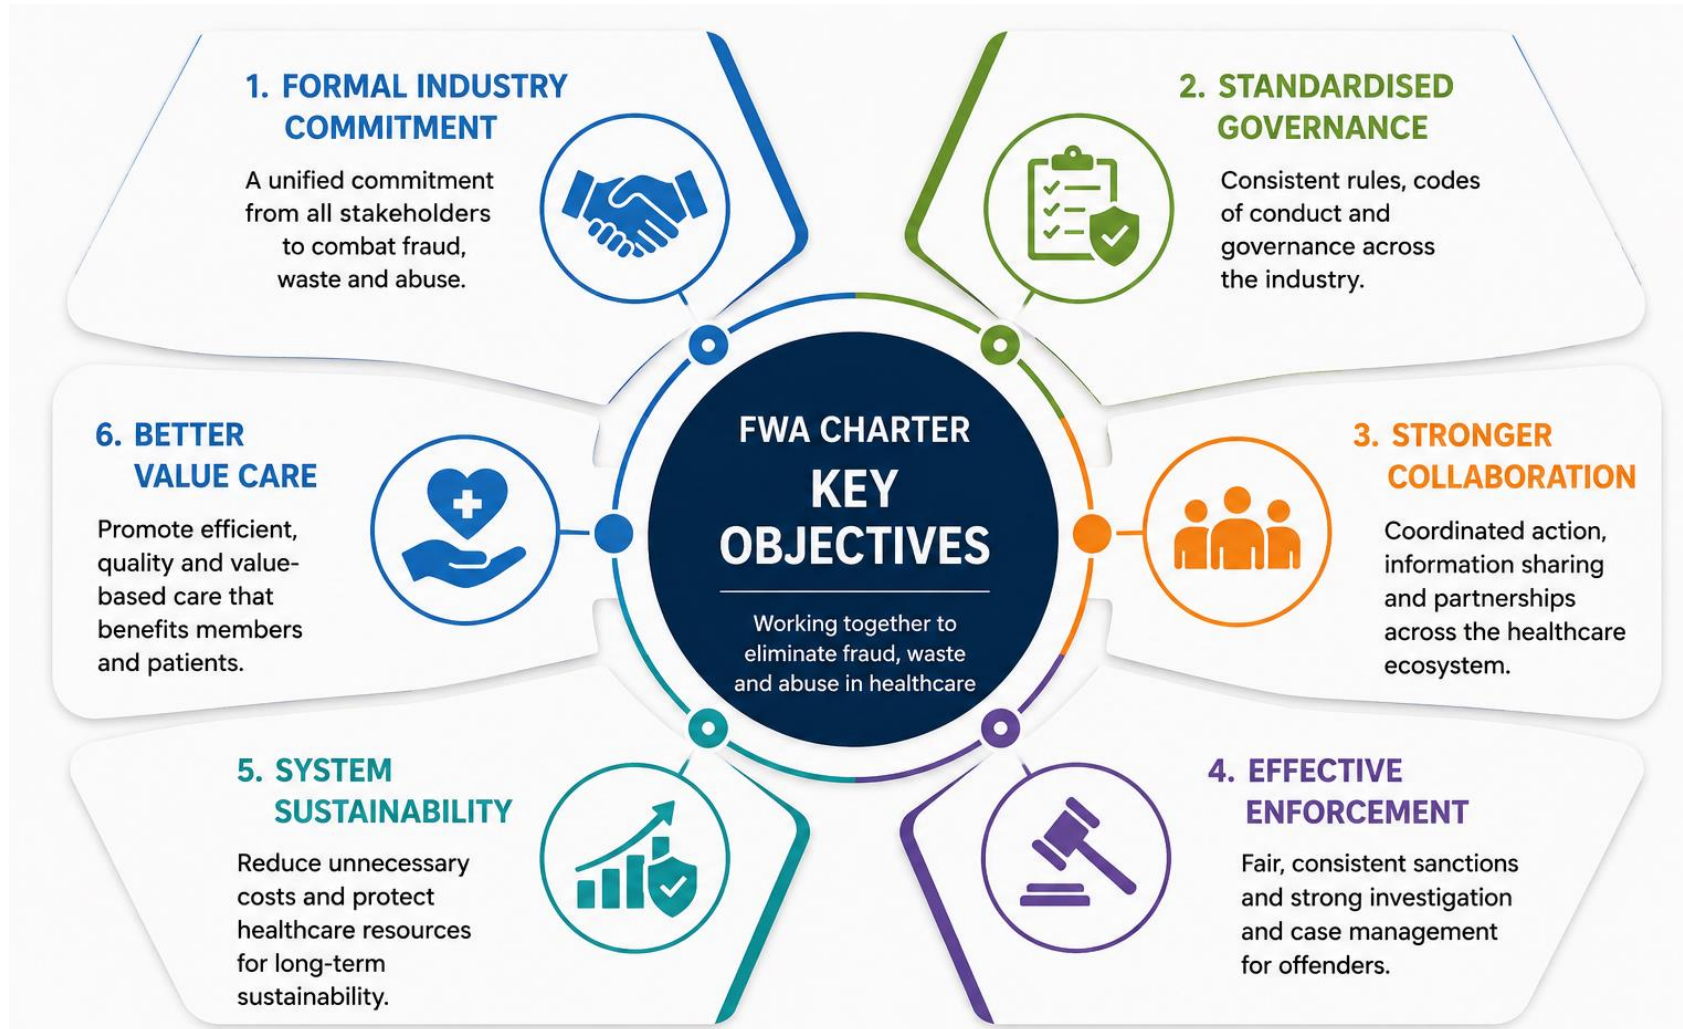 1. FORMAL INDUSTRY
COMMITMENT
A unified commitment
from all stakeholders
to combat fraud,
waste and abuse.
2. STANDARDISED
GOVERNANCE
Consistent rules, codes
of conduct and
governance across
the industry.
FWA CHARTER
KEY
OBJECTIVES
Working together to
eliminate fraud, waste
and abuse in healthcare
3. STRONGER
COLLABORATION
Coordinated action,
information sharing
and partnerships
across the healthcare
ecosystem.
4. EFFECTIVE
ENFORCEMENT
Fair, consistent sanctions
and strong investigation
and case management
for offenders.
5. SYSTEM
SUSTAINABILITY
Reduce unnecessary
costs and protect
healthcare resources
for long-term
sustainability.
6. BETTER
VALUE CARE
Promote efficient,
quality and value-
based care that
benefits members
and patients.